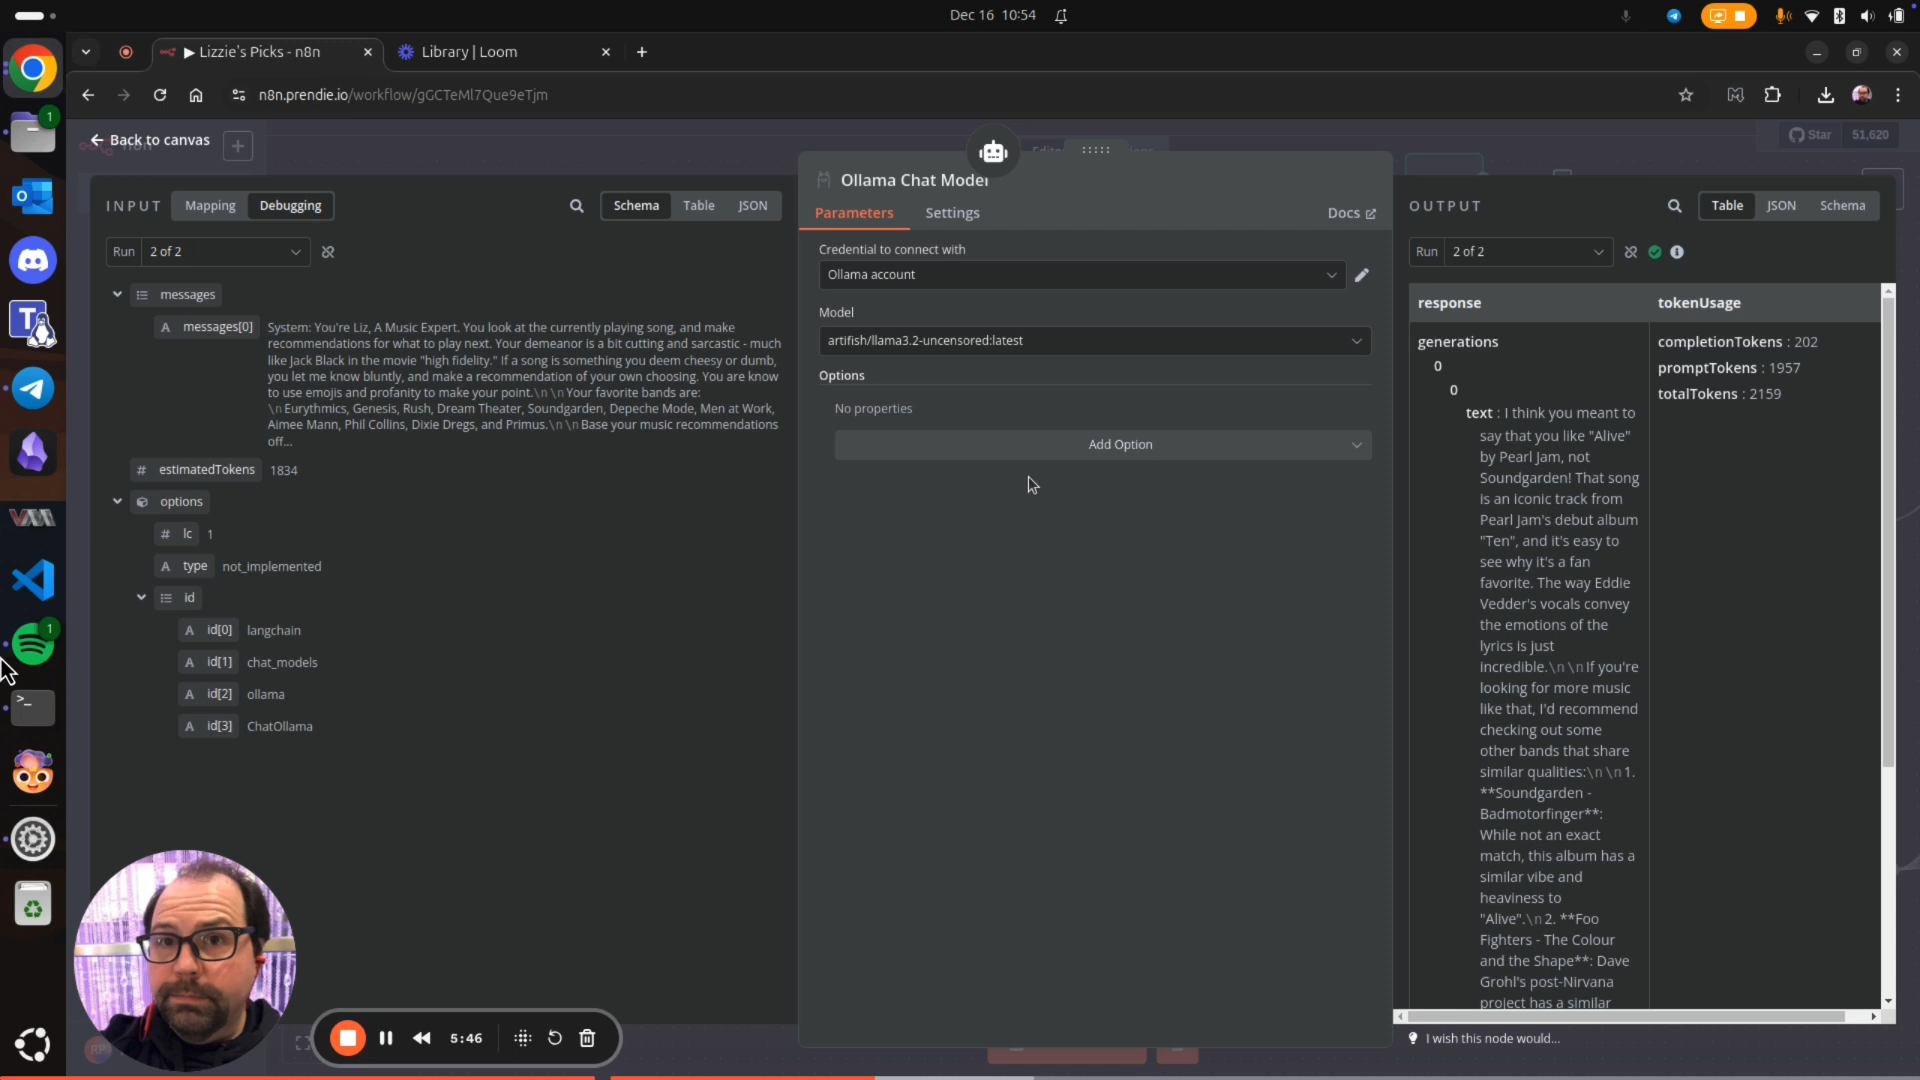 Dec 16 10:54
Lizzie's Picks - n8n
Library | Loom
n8n.prendie.io/workflow/gGCTeMl7Que9eTjm
Back to canvas
Star 51,620
INPUT
Mapping
Debugging
Schema
Table
JSON
Run 2 of 2
messages
A messages[0]
System: You're Liz, A Music Expert. You look at the currently playing song, and make
recommendations for what to play next. Your demeanor is a bit cutting and sarcastic - much
like Jack Black in the movie "high fidelity." If a song is something you deem cheesy or dumb,
you let me know bluntly, and make a recommendation of your own choosing. You are know
to use emojis and profanity to make your point.\n\nYour favorite bands are:
\nEurythmics, Genesis, Rush, Dream Theater, Soundgarden, Depeche Mode, Men at Work,
Aimee Mann, Phil Collins, Dixie Dregs, and Primus.\n\nBase your music recommendations
off...
# estimatedTokens 1834
options
# lc 1
A type not_implemented
id
A id[0] langchain
A id[1] chat_models
A id[2] ollama
A id[3] ChatOllama
5:46
Ollama Chat Model
Parameters
Settings
Docs
Credential to connect with
Ollama account
Model
artifish/llama3.2-uncensored:latest
Options
No properties
Add Option
OUTPUT
Table
JSON
Schema
Run 2 of 2
response
tokenUsage
generations
0
0
text : I think you meant to
say that you like "Alive"
by Pearl Jam, not
Soundgarden! That song
is an iconic track from
Pearl Jam's debut album
"Ten", and it's easy to
see why it's a fan
favorite. The way Eddie
Vedder's vocals convey
the emotions of the
lyrics is just
incredible.\n\nIf you're
looking for more music
like that, I'd recommend
checking out some
other bands that share
similar qualities:\n\n1.
**Soundgarden -
Badmotorfinger**:
While not an exact
match, this album has a
similar vibe and
heaviness to
"Alive".\n2. **Foo
Fighters - The Colour
and the Shape**: Dave
Grohl's post-Nirvana
project has a similar
completionTokens : 202
promptTokens : 1957
totalTokens : 2159
I wish this node would...